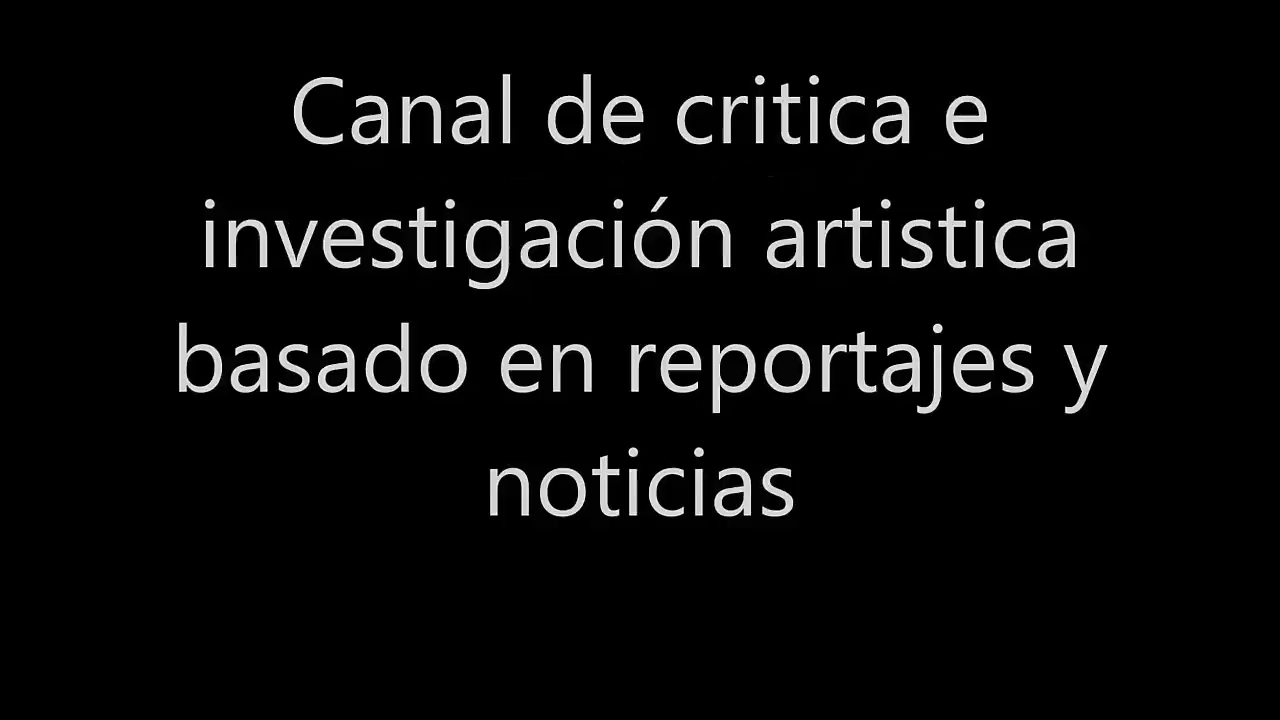 Canal de critica e
investigación artistica
basado en reportajes y
noticias